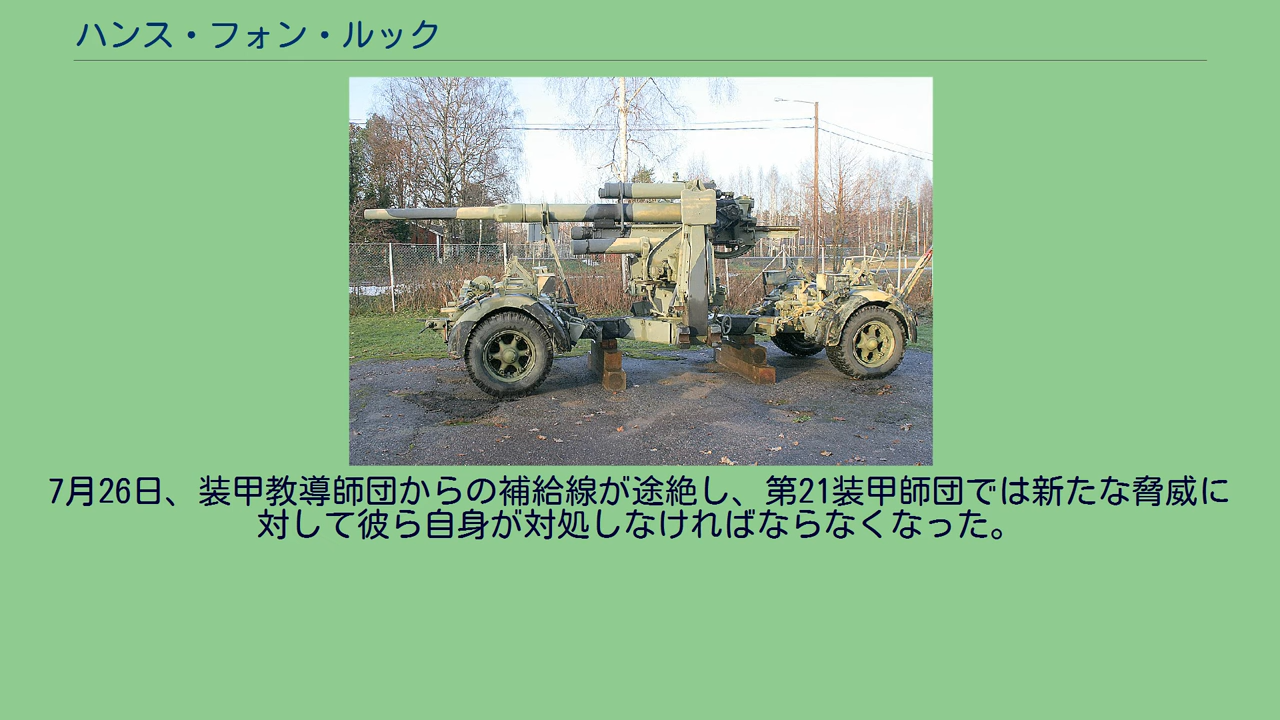 ハンス・フォン・ルック
7月26日、装甲教導師団からの補給線が途絶し、第21装甲師団では新たな脅威に
対して彼ら自身が対処しなければならなくなった。